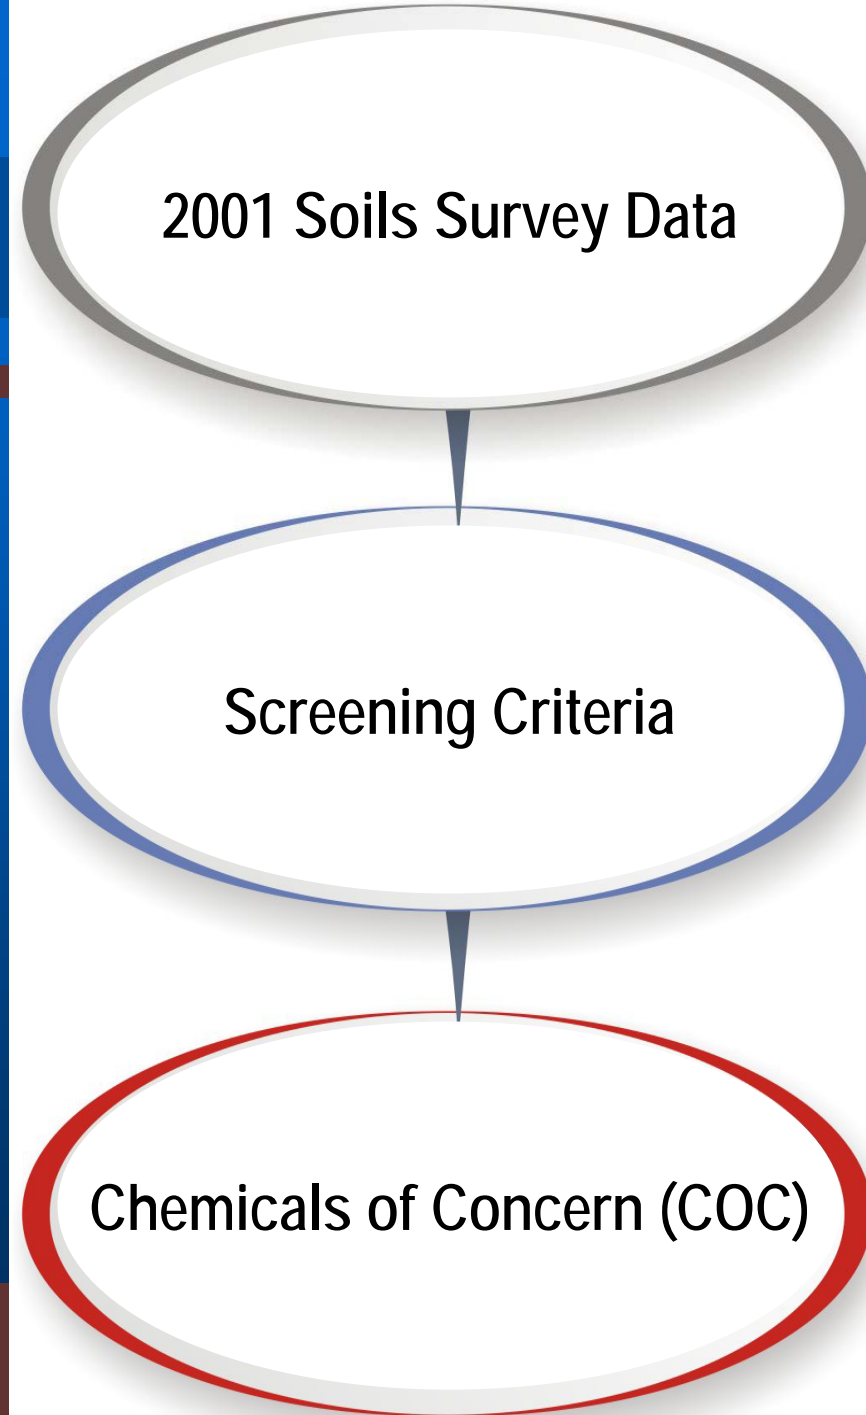 2001 Soils Survey Data
Screening Criteria
Chemicals of Concern (COC)